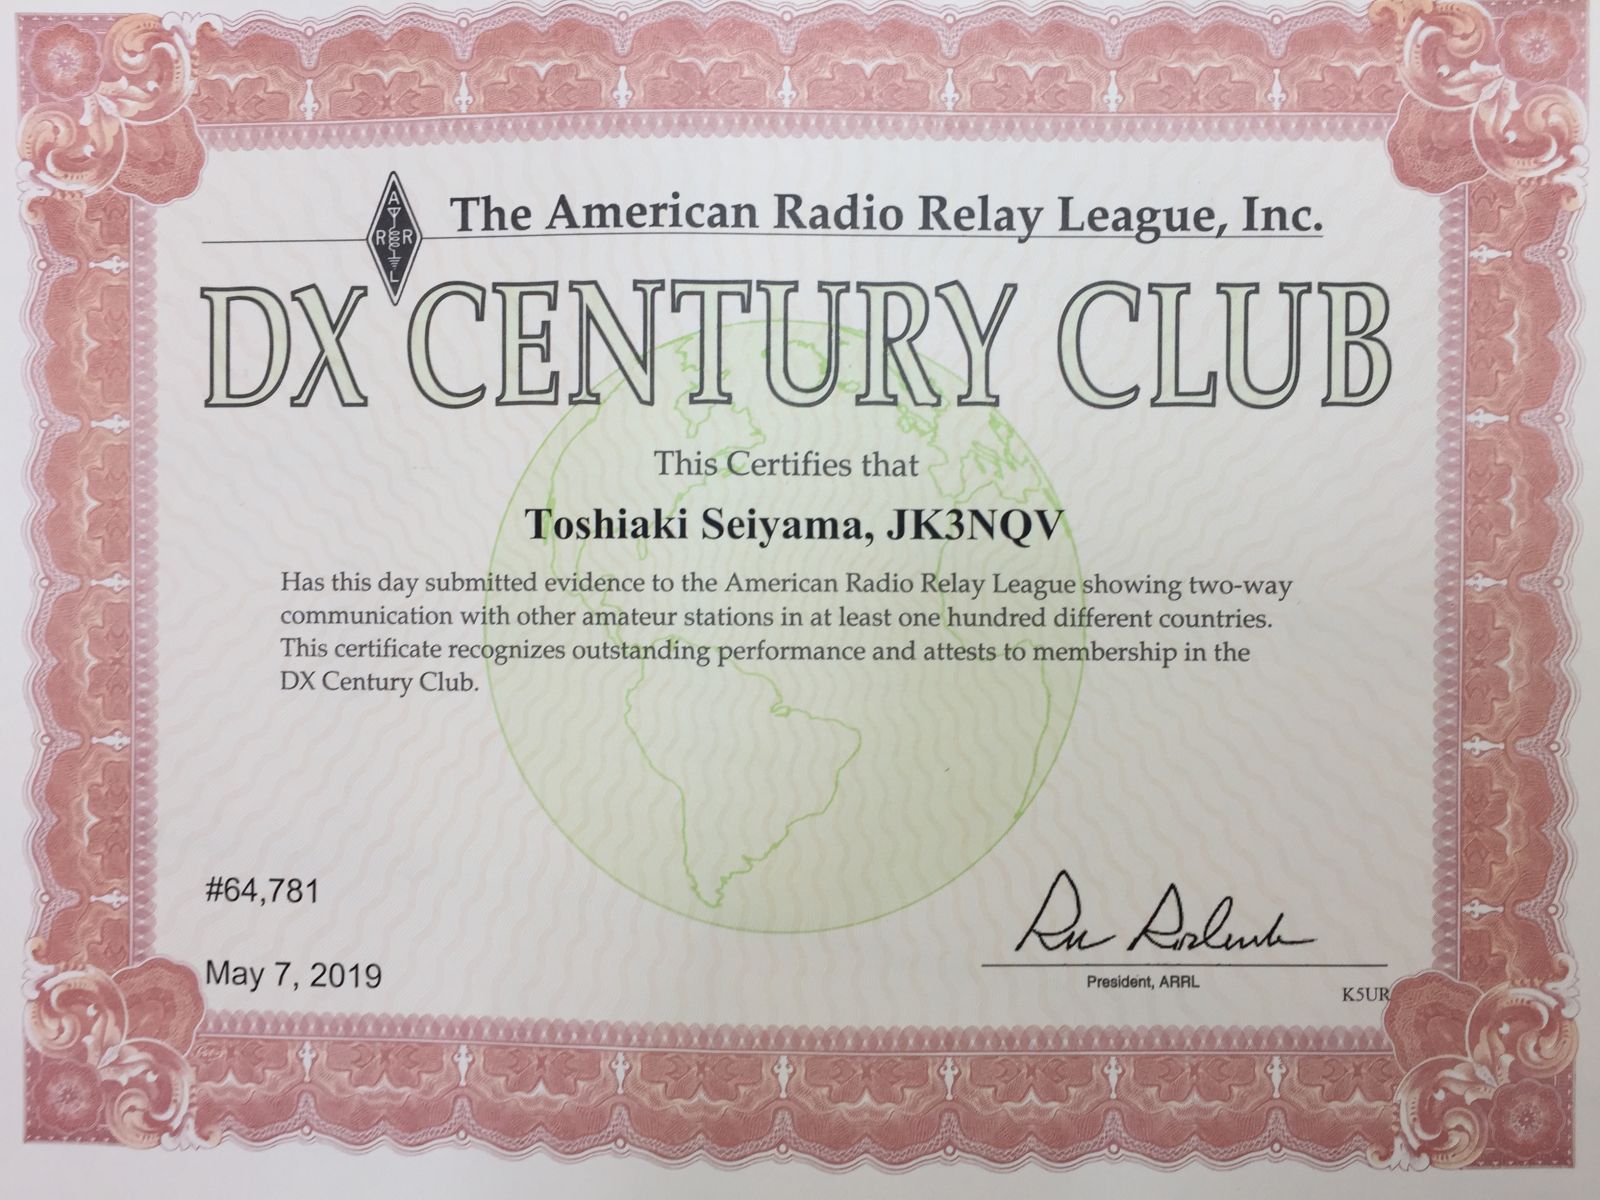 A
R R
L
The American Radio Relay League, Inc.
DX CENTURY CLUB
This Certifies that
Toshiaki Seiyama, JK3NQV
Has this day submitted evidence to the American Radio Relay League showing two-way
communication with other amateur stations in at least one hundred different countries.
This certificate recognizes outstanding performance and attests to membership in the
DX Century Club.
#64,781
May 7, 2019
President, ARRL
K5UR